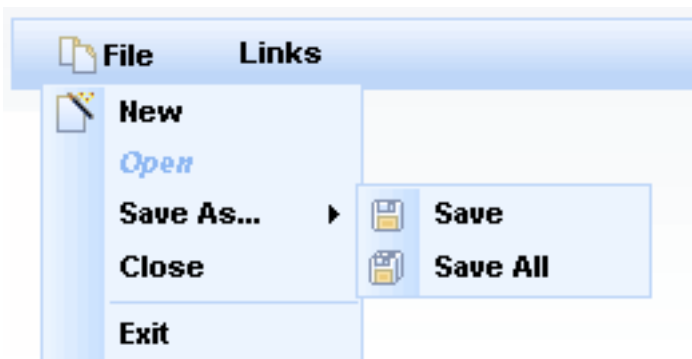 File Links
New
Open
Save As...
Save
Close
Save All
Exit